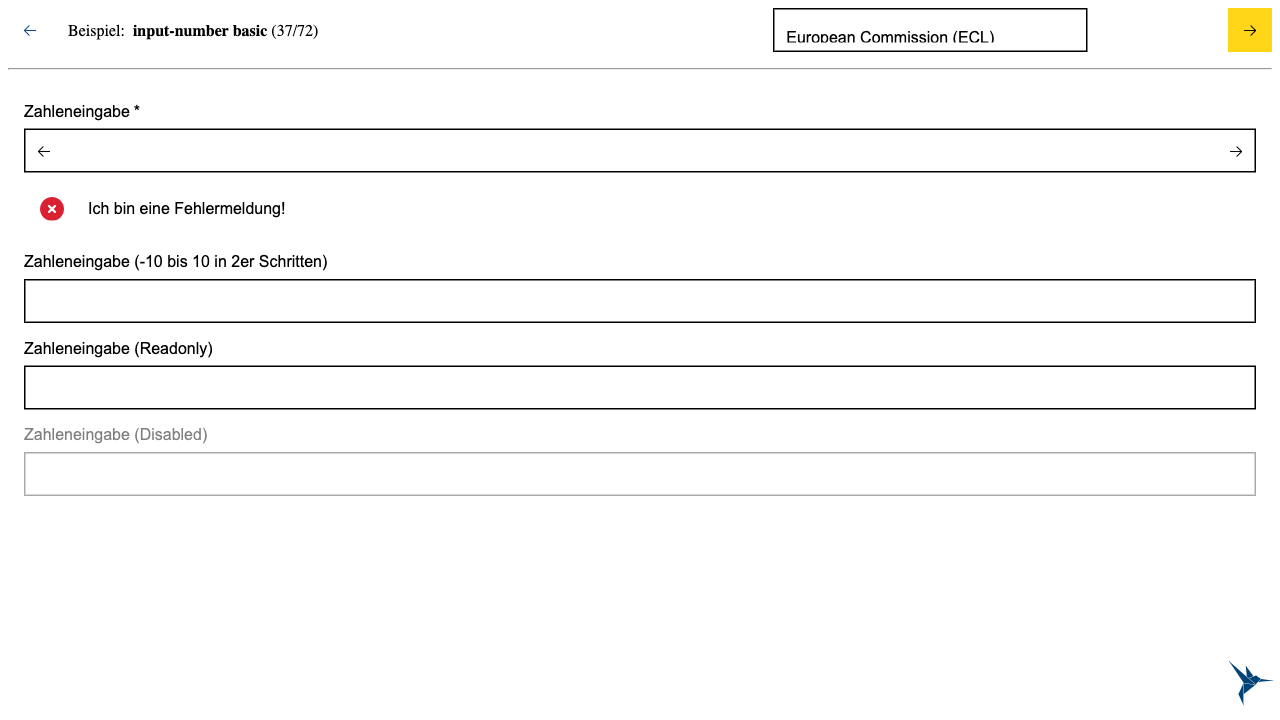 Beispiel: input-number basic (37/72)
European Commission (ECL)
Zahleneingabe *
Ich bin eine Fehlermeldung!
Zahleneingabe (-10 bis 10 in 2er Schritten)
Zahleneingabe (Readonly)
Zahleneingabe (Disabled)